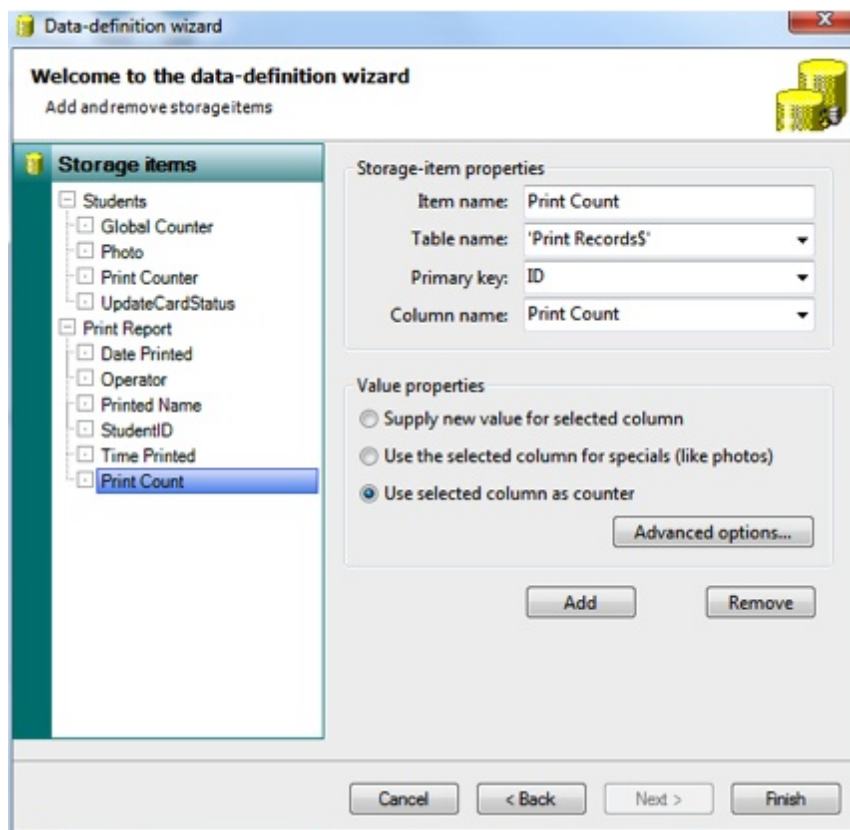 Data-definition wizard
Welcome to the data-definition wizard
Add and remove storage items
Storage items
Students
Global Counter
Photo
Print Counter
UpdateCardStatus
Print Report
Date Printed
Operator
Printed Name
StudentID
Time Printed
Print Count
Storage-item properties
Item name: Print Count
Table name: 'Print Records$'
Primary key: ID
Column name: Print Count
Value properties
Supply new value for selected column
Use the selected column for specials (like photos)
Use selected column as counter
Advanced options...
Add Remove
Cancel < Back Next > Finish